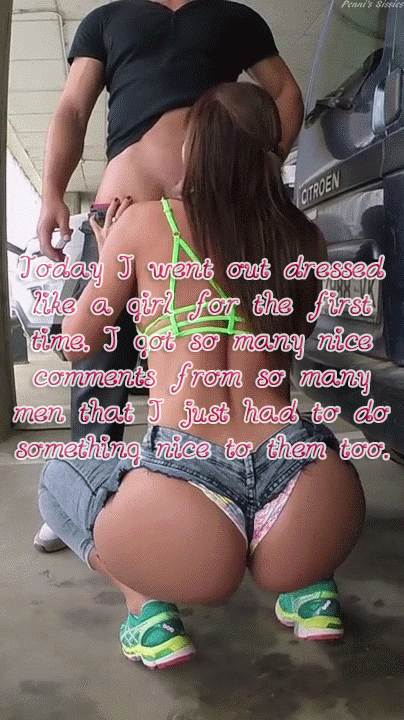 Penni's Sissies
CITROËN
Today I went out dressed
like a girl for the first
time. I got so many nice
comments from so many
men that I just had to do
something nice to them too.